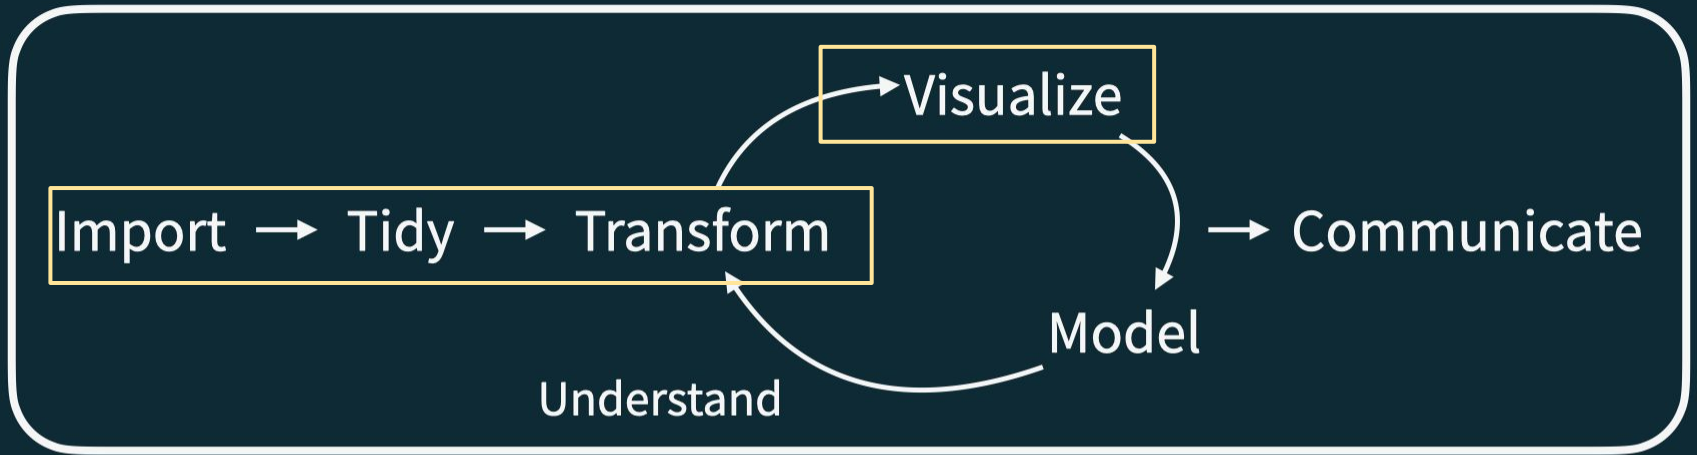 Visualize
Import → Tidy → Transform → Communicate
Model
Understand